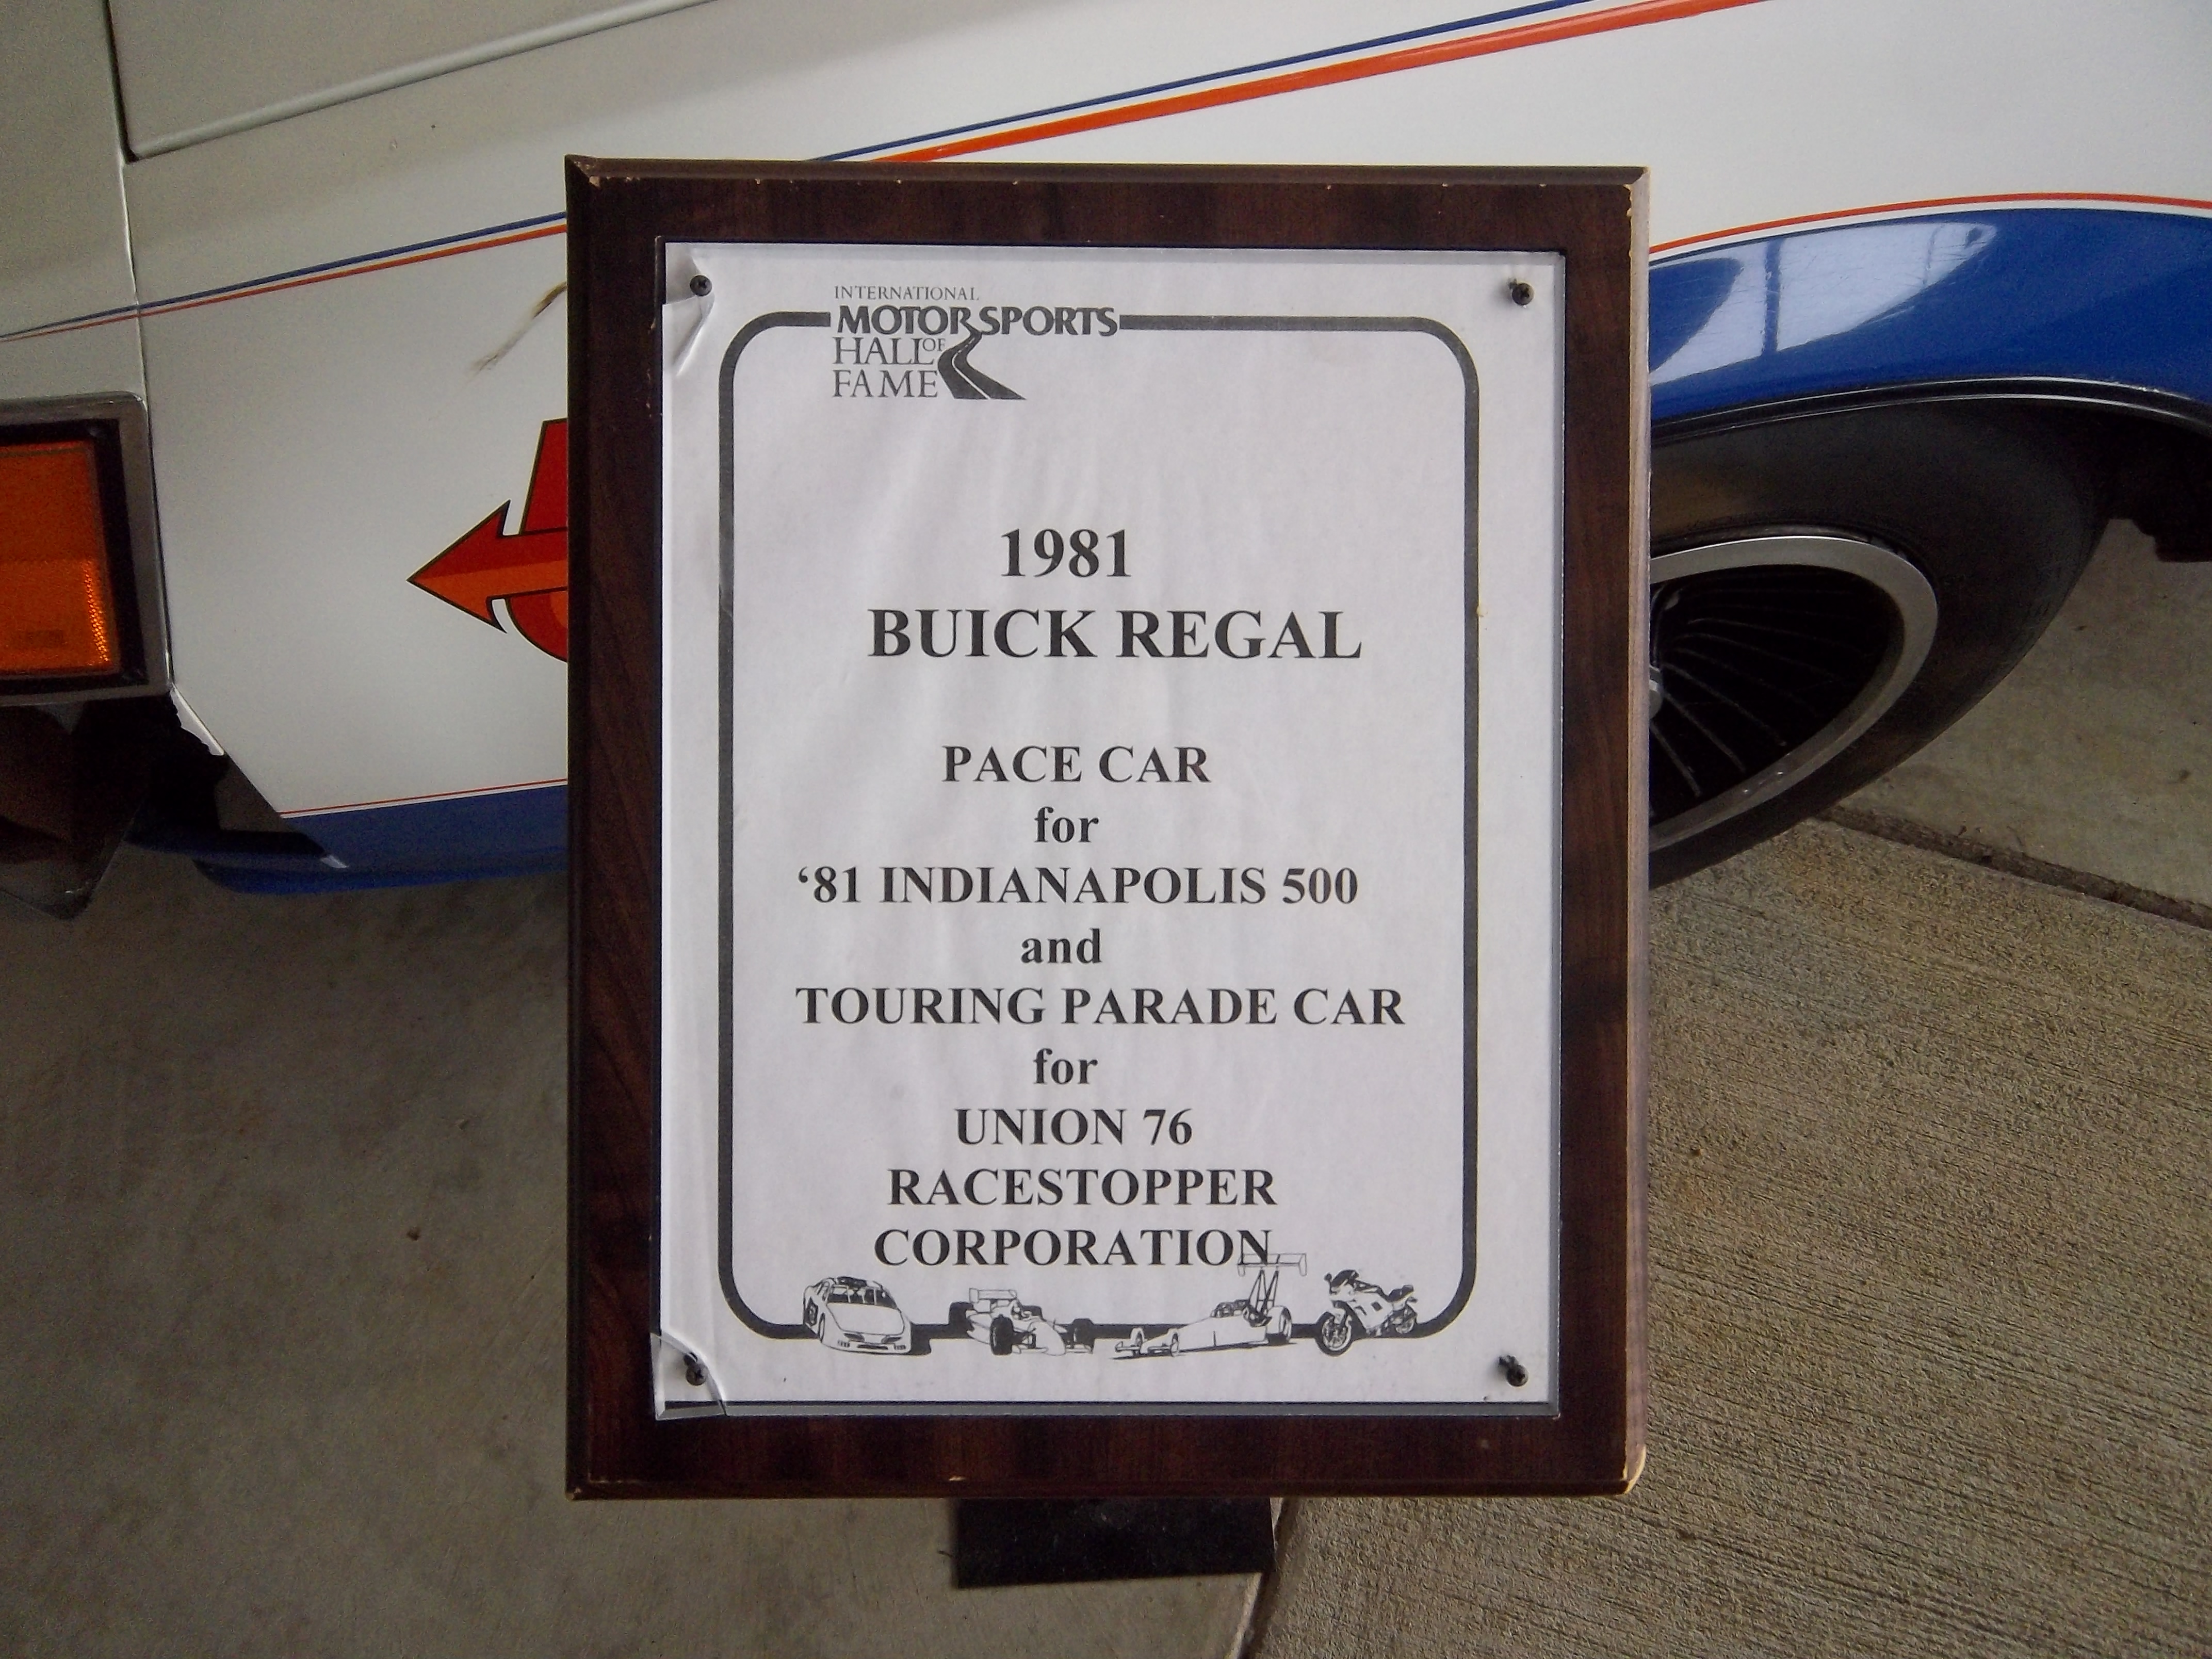 INTERNATIONAL
MOTORSPORTS
HALL OF
FAME
1981
BUICK REGAL
PACE CAR
for
‘81 INDIANAPOLIS 500
and
TOURING PARADE CAR
for
UNION 76
RACESTOPPER
CORPORATION